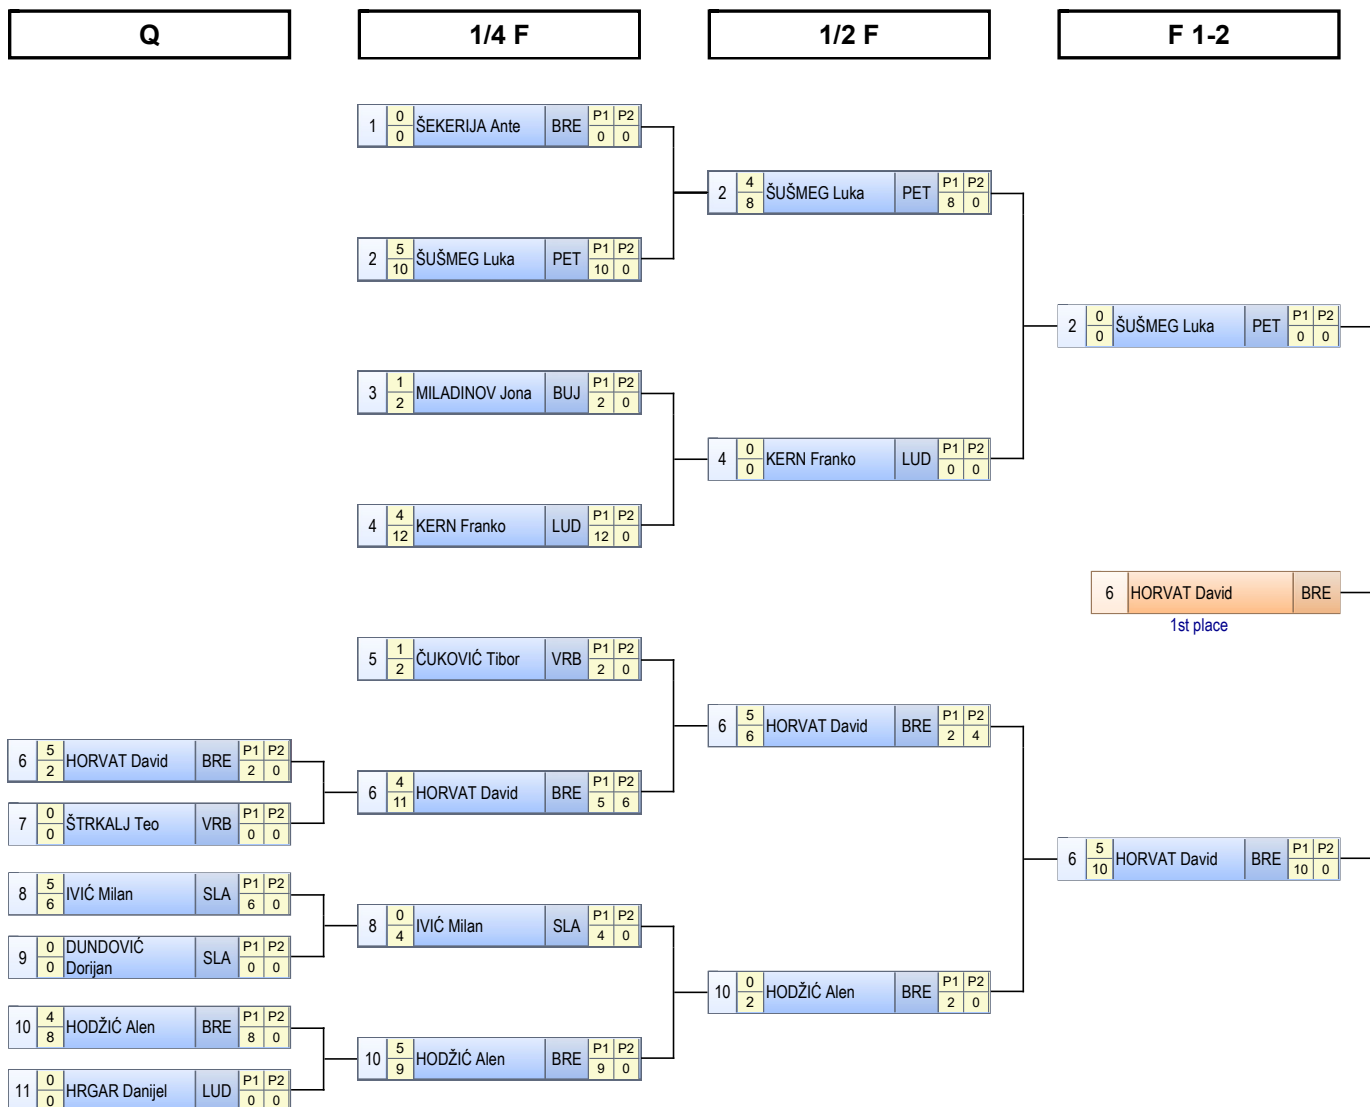 Q 1/4 F 1/2 F F 1-2
1 0 0 ŠEKERIJA Ante BRE P1 P2 0 0
2 4 8 ŠUŠMEG Luka PET P1 P2 8 0
2 5 10 ŠUŠMEG Luka PET P1 P2 10 0
2 0 0 ŠUŠMEG Luka PET P1 P2 0 0
3 1 2 MILADINOV Jona BUJ P1 P2 2 0
4 0 0 KERN Franko LUD P1 P2 0 0
4 4 12 KERN Franko LUD P1 P2 12 0
6 HORVAT David BRE
1st place
5 1 2 ČUKOVIĆ Tibor VRB P1 P2 2 0
6 5 6 HORVAT David BRE P1 P2 2 4
6 5 2 HORVAT David BRE P1 P2 2 0
6 4 11 HORVAT David BRE P1 P2 5 6
7 0 0 ŠTRKALJ Teo VRB P1 P2 0 0
6 5 10 HORVAT David BRE P1 P2 10 0
8 5 6 IVIĆ Milan SLA P1 P2 6 0
8 0 4 IVIĆ Milan SLA P1 P2 4 0
9 0 0 DUNDOVIĆ
Dorijan SLA P1 P2 0 0
10 0 2 HODŽIĆ Alen BRE P1 P2 2 0
10 4 8 HODŽIĆ Alen BRE P1 P2 8 0
10 5 9 HODŽIĆ Alen BRE P1 P2 9 0
11 0 0 HRGAR Danijel LUD P1 P2 0 0